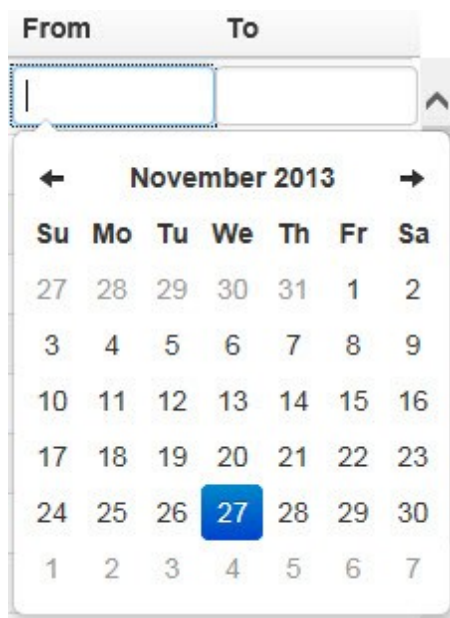 From To
November 2013
Su Mo Tu We Th Fr Sa
27 28 29 30 31 1 2
3 4 5 6 7 8 9
10 11 12 13 14 15 16
17 18 19 20 21 22 23
24 25 26 27 28 29 30
1 2 3 4 5 6 7